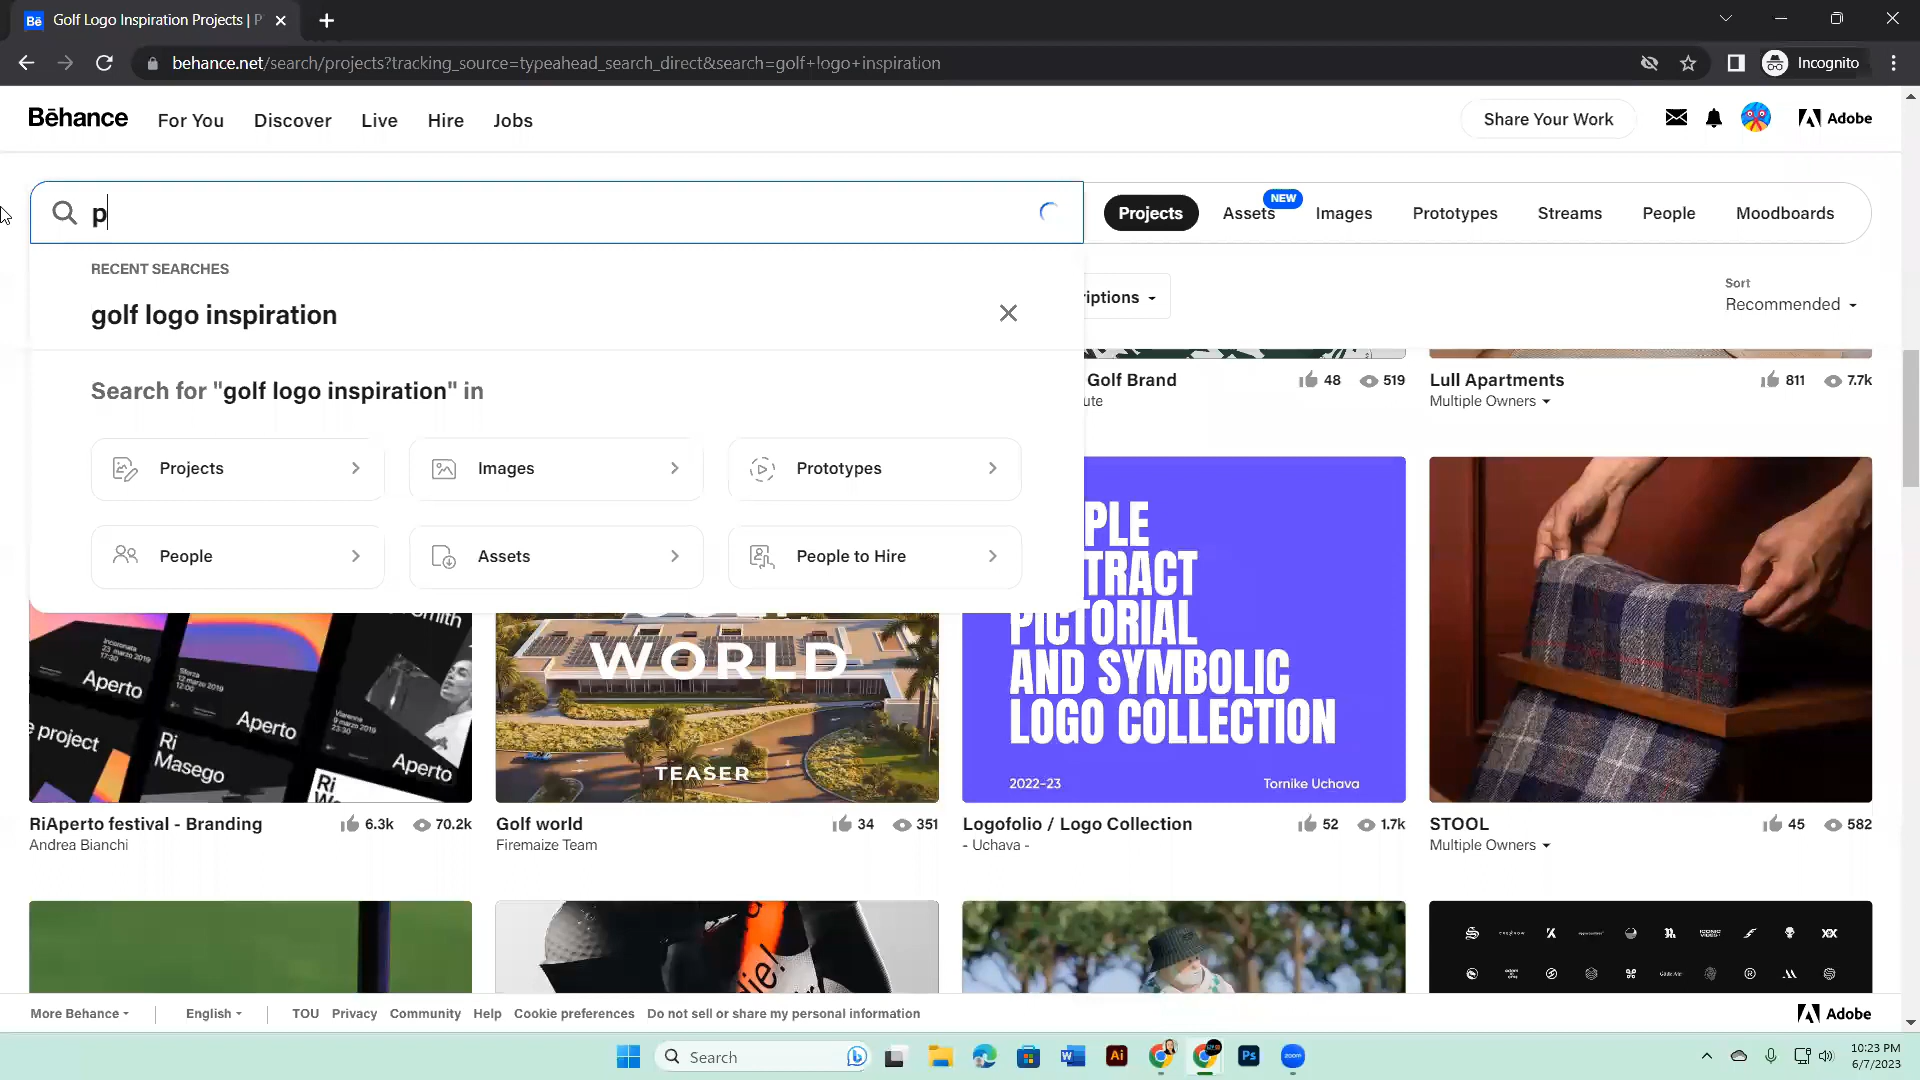 Golf Logo Inspiration Projects | P
behance.net/search/projects?tracking_source=typeahead_search_direct&search=golf+logo+inspiration
Incognito
Bēhance
For You
Discover
Live
Hire
Jobs
Share Your Work
Adobe
p
Projects
Assets
NEW
Images
Prototypes
Streams
People
Moodboards
RECENT SEARCHES
golf logo inspiration
riptions
Sort
Recommended
Search for "golf logo inspiration" in
Projects
Images
Prototypes
People
Assets
People to Hire
Golf Brand
48
519
ute
Lull Apartments
811
7.7k
Multiple Owners
Aperto
Aperto
Aperto
e project
Ri
Masego
WORLD
TEASER
PLE
TRACT
PICTORIAL
AND SYMBOLIC
LOGO COLLECTION
2022-23
Tornike Uchava
RiAperto festival - Branding
6.3k
70.2k
Andrea Bianchi
Golf world
34
351
Firemaize Team
Logofolio / Logo Collection
52
1.7k
- Uchava -
STOOL
45
582
Multiple Owners
More Behance
English
TOU
Privacy
Community
Help
Cookie preferences
Do not sell or share my personal information
Adobe
Search
10:23 PM
6/7/2023